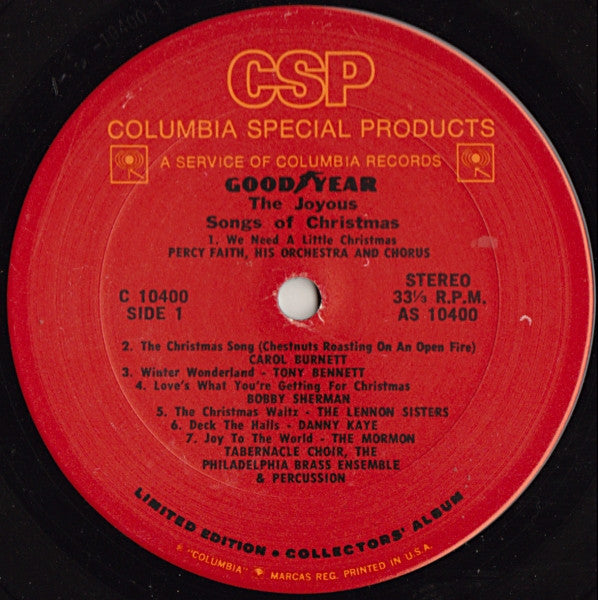 CSP
COLUMBIA SPECIAL PRODUCTS
A SERVICE OF COLUMBIA RECORDS
GOODYEAR
The Joyous
Songs of Christmas
1. We Need A Little Christmas
PERCY FAITH, HIS ORCHESTRA AND CHORUS
C 10400
SIDE 1
STEREO
33⅓ R.P.M.
AS 10400
2. The Christmas Song (Chestnuts Roasting On An Open Fire)
CAROL BURNETT
3. Winter Wonderland - TONY BENNETT
4. Love's What You're Getting For Christmas
BOBBY SHERMAN
5. The Christmas Waltz - THE LENNON SISTERS
6. Deck The Halls - DANNY KAYE
7. Joy To The World - THE MORMON
TABERNACLE CHOIR, THE
PHILADELPHIA BRASS ENSEMBLE
& PERCUSSION
LIMITED EDITION • COLLECTORS' ALBUM
"COLUMBIA" MARCAS REG. PRINTED IN U.S.A.